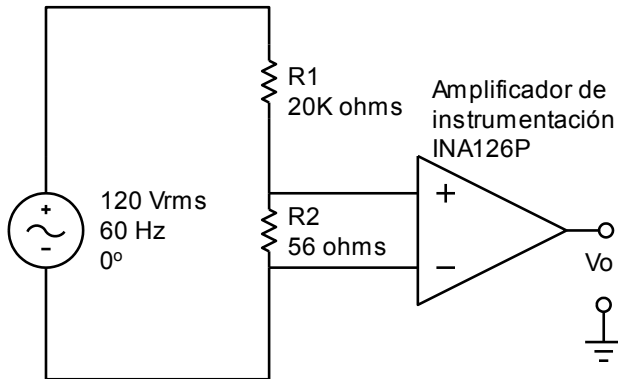 R1
20K ohms
Amplificador de
instrumentación
INA126P
+
120 Vrms
60 Hz
0º
-
+
R2
56 ohms
-
Vo